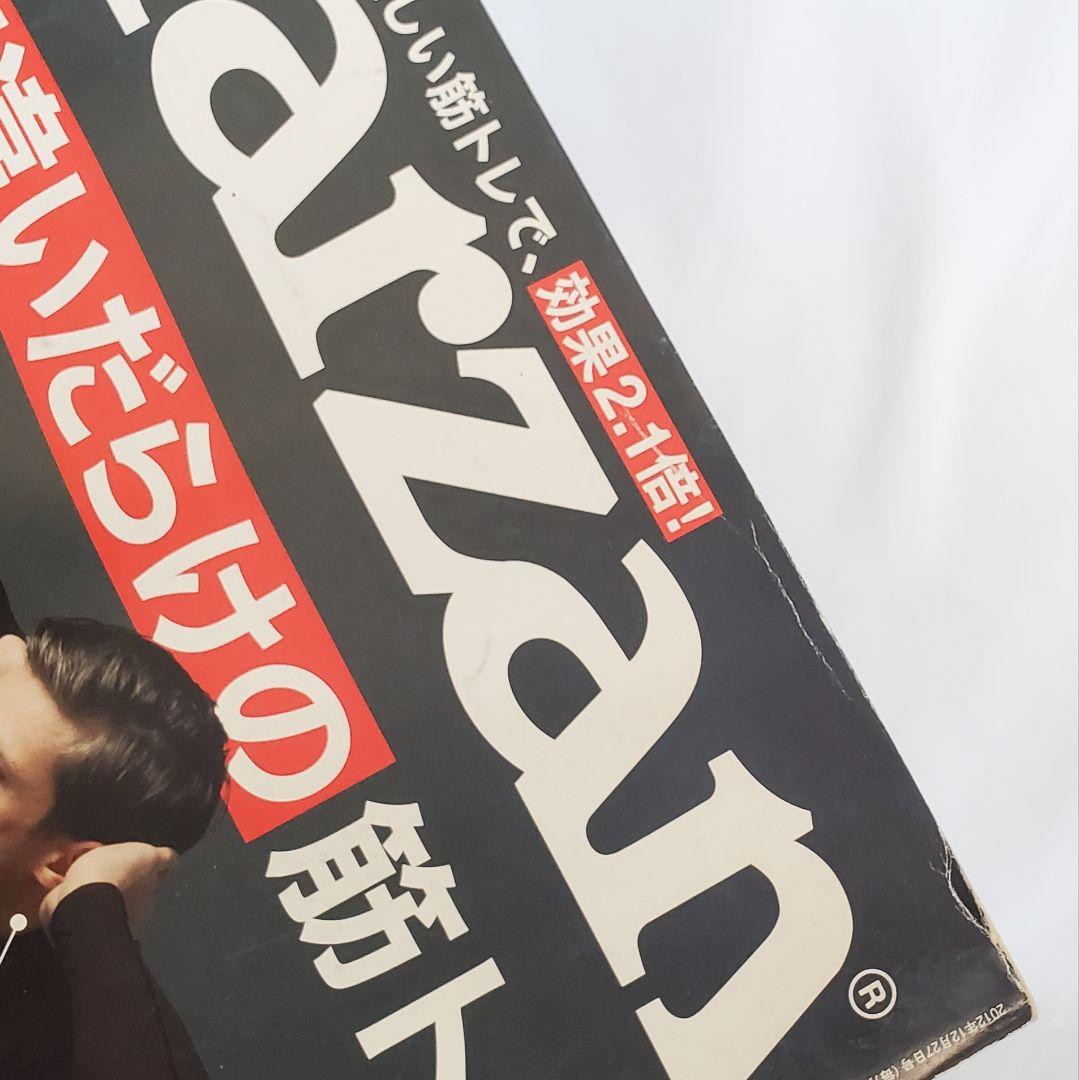 しい筋トレで、効果2.1倍!
arzan®
違いだらけの筋ト
2012年12月27日号(毎